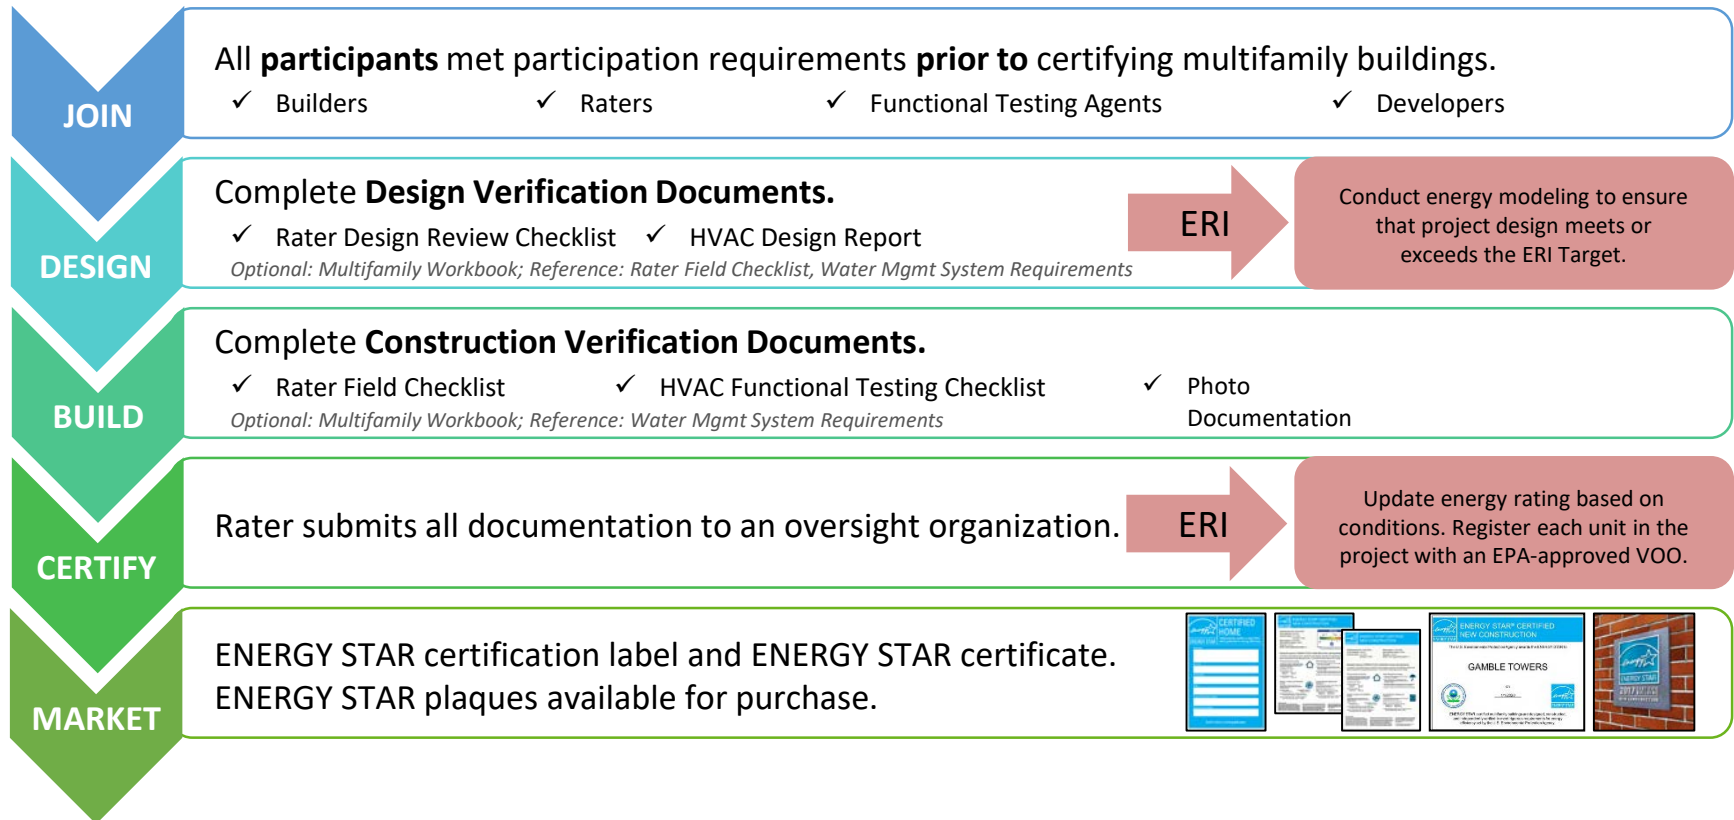 JOIN
All participants met participation requirements prior to certifying multifamily buildings.
✓ Builders ✓ Raters ✓ Functional Testing Agents ✓ Developers
DESIGN
Complete Design Verification Documents.
✓ Rater Design Review Checklist ✓ HVAC Design Report
Optional: Multifamily Workbook; Reference: Rater Field Checklist, Water Mgmt System Requirements
ERI
Conduct energy modeling to ensure
that project design meets or
exceeds the ERI Target.
BUILD
Complete Construction Verification Documents.
✓ Rater Field Checklist ✓ HVAC Functional Testing Checklist ✓ Photo
Documentation
Optional: Multifamily Workbook; Reference: Water Mgmt System Requirements
CERTIFY
Rater submits all documentation to an oversight organization.
ERI
Update energy rating based on
conditions. Register each unit in the
project with an EPA-approved VOO.
MARKET
ENERGY STAR certification label and ENERGY STAR certificate.
ENERGY STAR plaques available for purchase.
CERTIFIED
HOME
ENERGY STAR® CERTIFIED
NEW CONSTRUCTION
GAMBLE TOWERS
ENERGY STAR